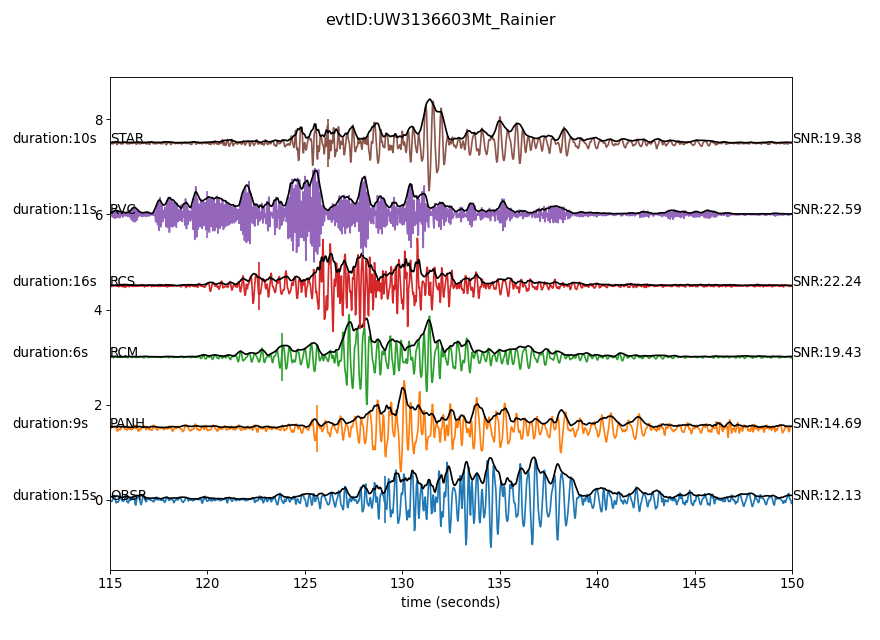 evtID:UW3136603Mt_Rainier
8
duration:10s STAR SNR:19.38
duration:11s RVC SNR:22.59
6
duration:16s RCS SNR:22.24
4
duration:6s RCM SNR:19.43
2
duration:9s PANH SNR:14.69
duration:15s OBSR SNR:12.13
0
115 120 125 130 135 140 145 150
time (seconds)